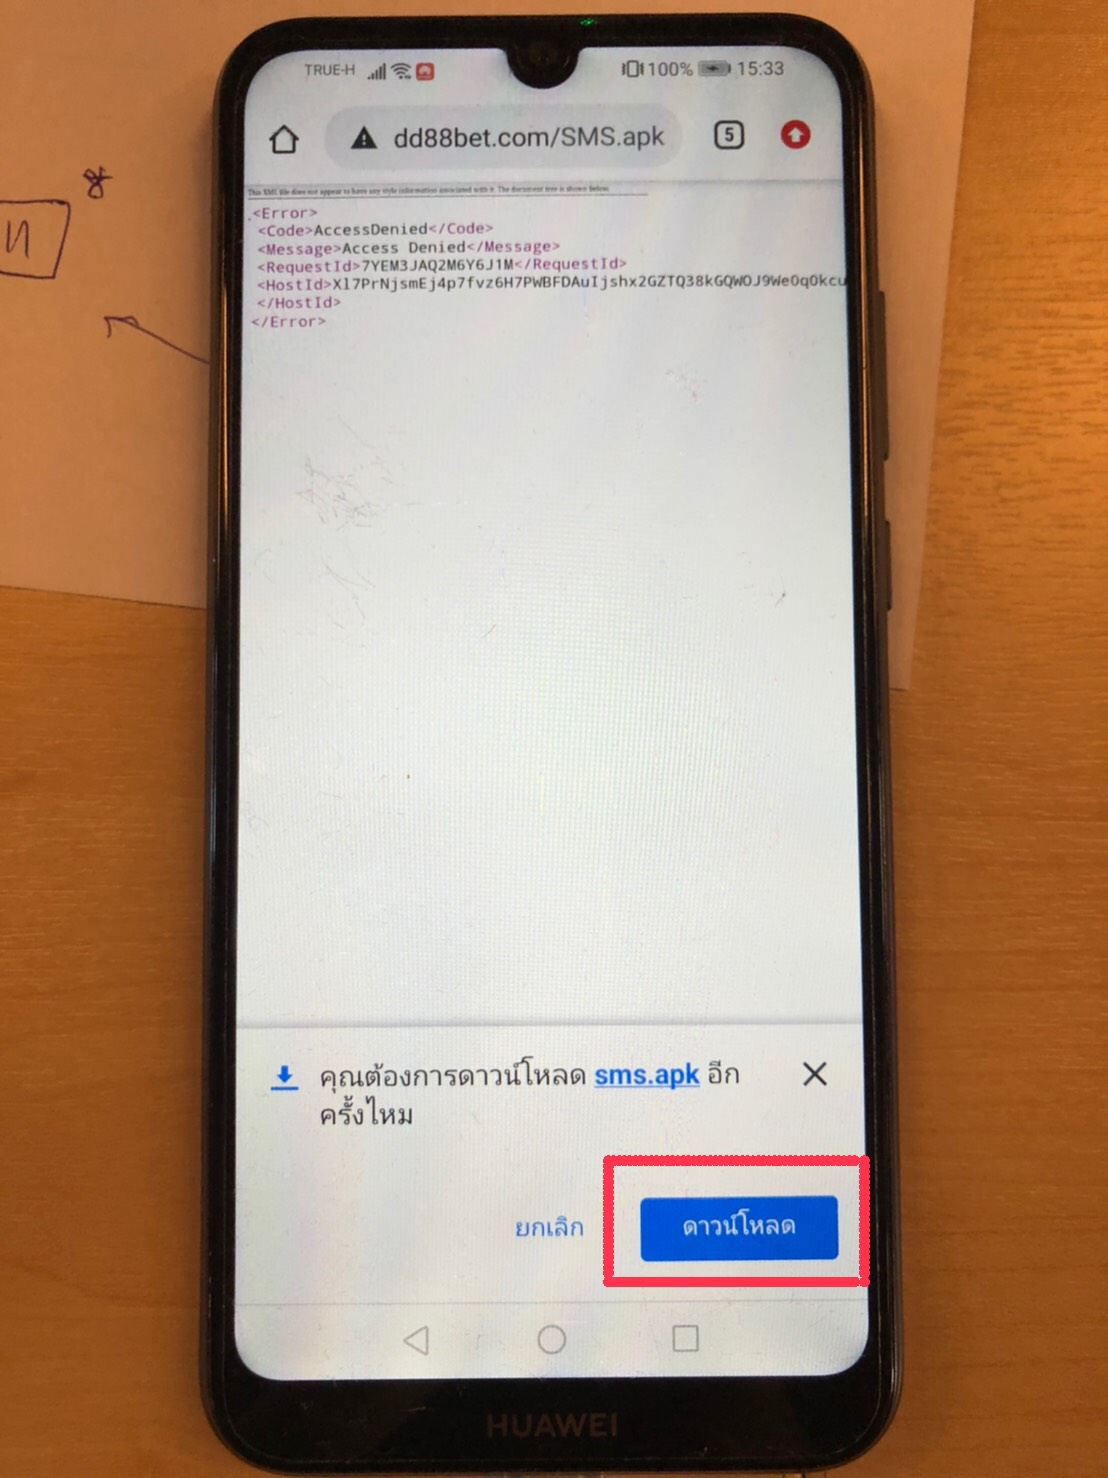 TRUE-H 100% 15:33
dd88bet.com/SMS.apk 5
This XML file does not appear to have any style information associated with it. The document tree is shown below.
<Error>
<Code>AccessDenied</Code>
<Message>Access Denied</Message>
<RequestId>7YEM3JAQ2M6Y6J1M</RequestId>
<HostId>Xl7PrNjsmEj4p7fvz6H7PWBFDAuIjshx2GZTQ38kGQWOJ9We0q0kcu
</HostId>
</Error>
คุณต้องการดาวน์โหลด sms.apk อีก
ครั้งไหม
ยกเลิก ดาวน์โหลด
HUAWEI